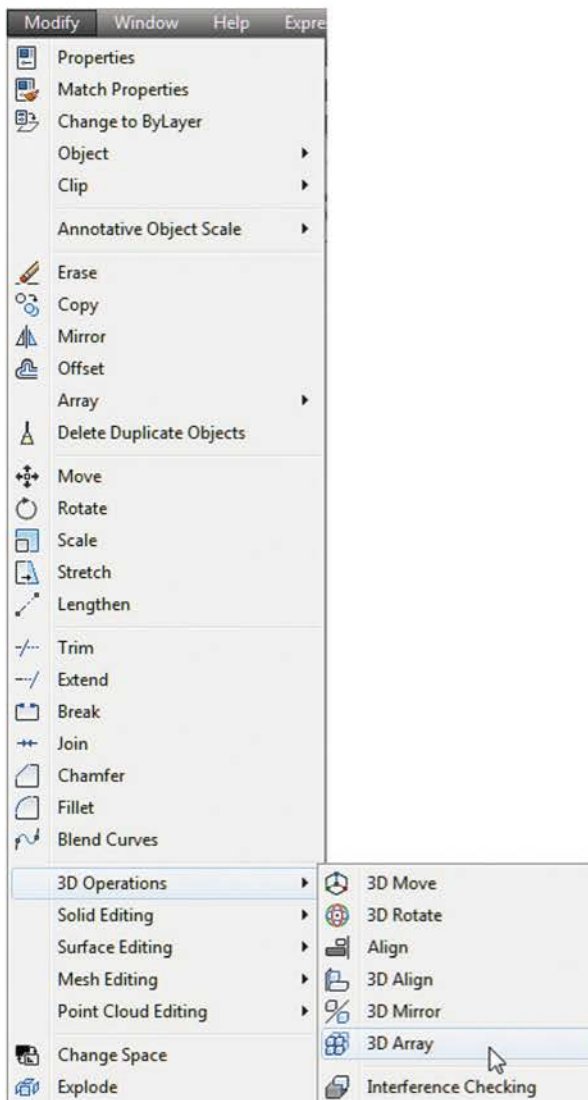 Modify Window Help Expre
Properties
Match Properties
Change to ByLayer
Object
Clip
Annotative Object Scale
Erase
Copy
Mirror
Offset
Array
Delete Duplicate Objects
Move
Rotate
Scale
Stretch
Lengthen
Trim
Extend
Break
Join
Chamfer
Fillet
Blend Curves
3D Operations
Solid Editing
Surface Editing
Mesh Editing
Point Cloud Editing
Change Space
Explode
3D Move
3D Rotate
Align
3D Align
3D Mirror
3D Array
Interference Checking